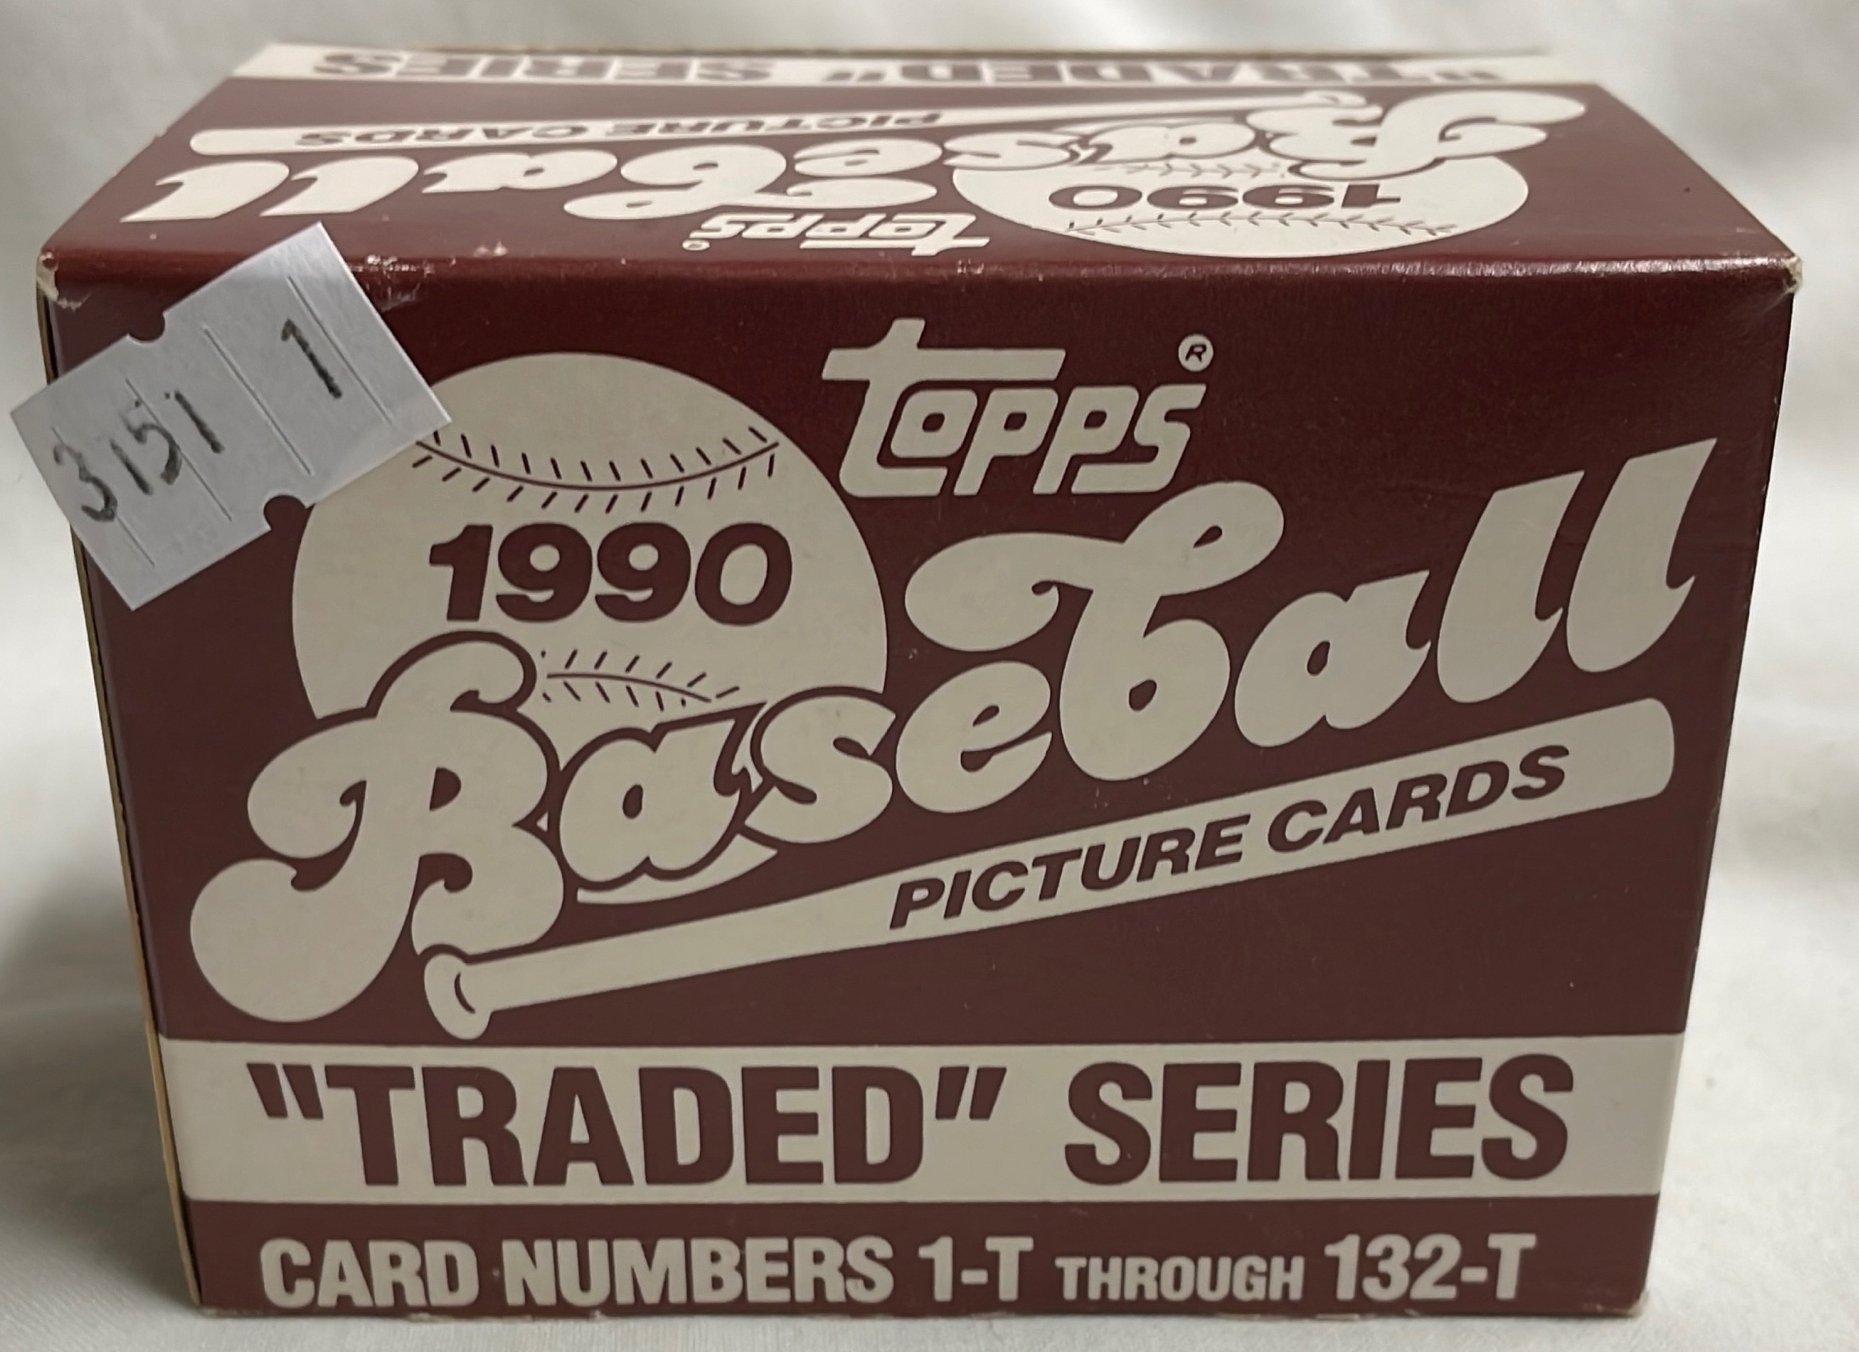 "TRADED" SERIES
PICTURE CARDS
Baseball
1990
topps®
3151 1
topps®
1990
Baseball
PICTURE CARDS
"TRADED" SERIES
CARD NUMBERS 1-T THROUGH 132-T